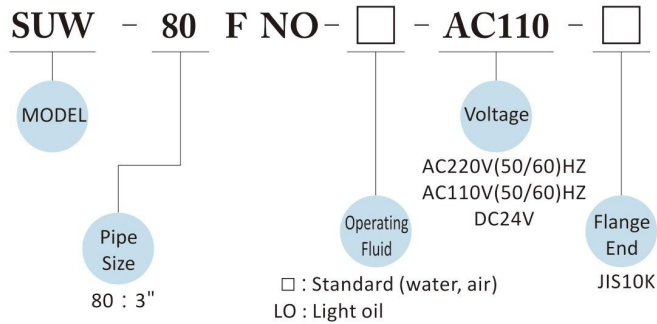 SUW - 80 F NO - □ - AC110 - □
MODEL
Voltage
AC220V(50/60)HZ
AC110V(50/60)HZ
DC24V
Pipe
Size
80 : 3"
Operating
Fluid
□ : Standard (water, air)
LO : Light oil
Flange
End
JIS10K